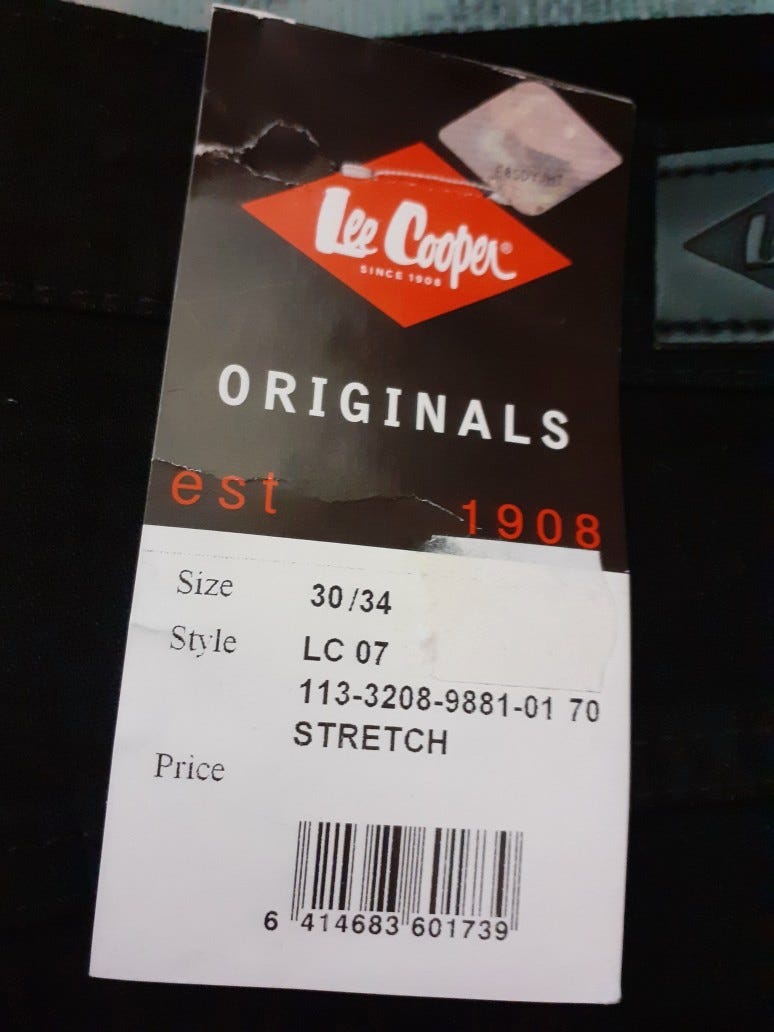 Lee Cooper®
SINCE 1908
ORIGINALS
est 1908
Size 30/34
Style LC 07
113-3208-9881-01 70
STRETCH
Price
6 414683 601739